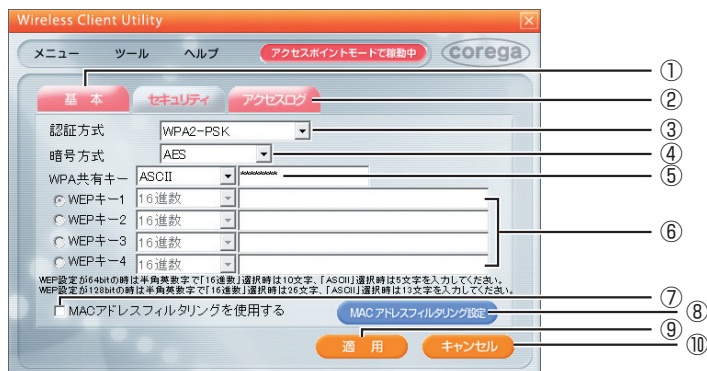 Wireless Client Utility
メニュー ツール ヘルプ アクセスポイントモードで稼動中 corega
①
基 本 セキュリティ アクセスログ ②
認証方式 WPA2-PSK ③
暗号方式 AES ④
WPA共有キー ASCII ******** ⑤
WEPキー1 16進数
WEPキー2 16進数
⑥
WEPキー3 16進数
WEPキー4 16進数
WEP設定が64bitの時は半角英数字で「16進数」選択時は10文字、「ASCII」選択時は5文字を入力してください。
WEP設定が128bitの時は半角英数字で「16進数」選択時は26文字、「ASCII」選択時は13文字を入力してください。
⑦
MACアドレスフィルタリングを使用する MACアドレスフィルタリング設定 ⑧
⑨
適 用 キャンセル ⑩